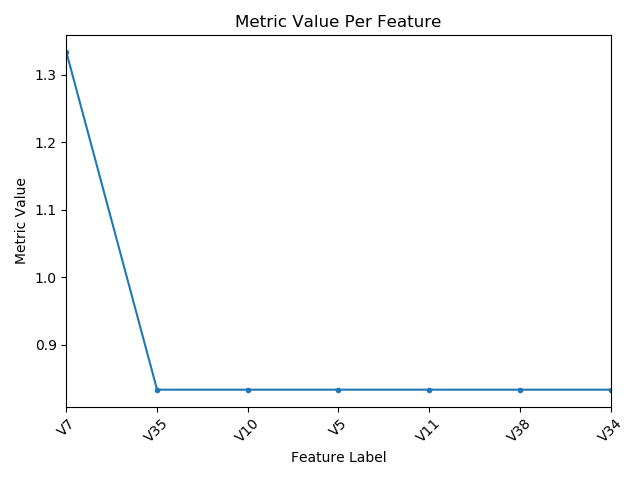 Metric Value Per Feature
1.3
1.2
1.1
1.0
0.9
Metric Value
V7 V35 V10 V5 V11 V38 V34
Feature Label